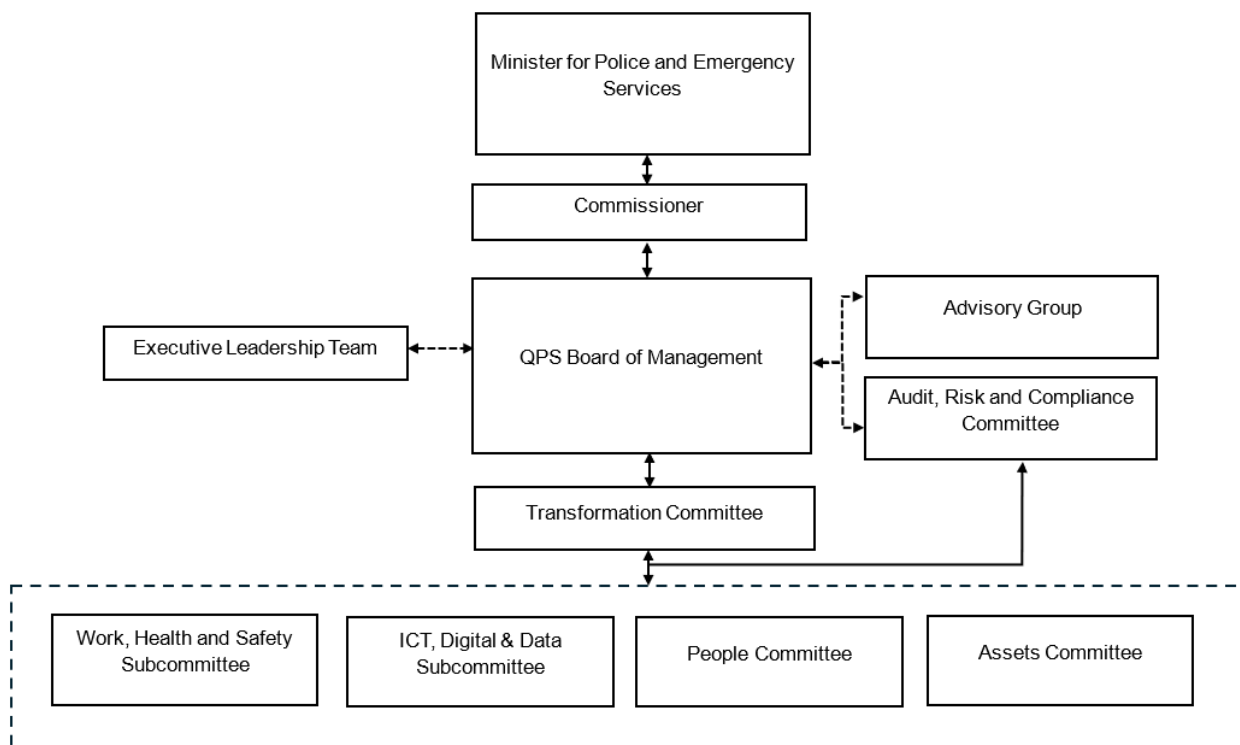 Minister for Police and Emergency
Services
Commissioner
Advisory Group
Executive Leadership Team
QPS Board of Management
Audit, Risk and Compliance
Committee
Transformation Committee
Work, Health and Safety
Subcommittee
ICT, Digital & Data
Subcommittee
People Committee
Assets Committee